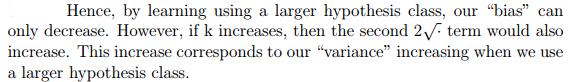 Hence, by learning using a larger hypothesis class, our “bias” can
only decrease. However, if k increases, then the second 2√· term would also
increase. This increase corresponds to our “variance” increasing when we use
a larger hypothesis class.